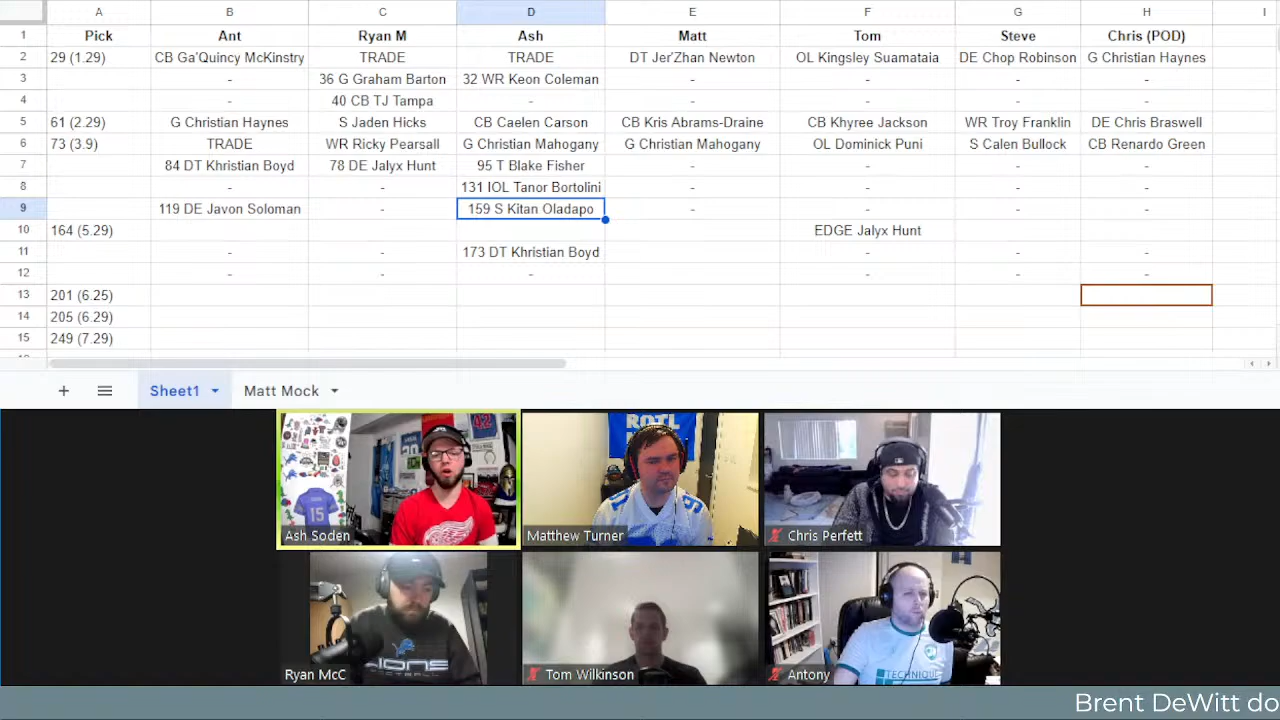 A B C D E F G H I
1 Pick Ant Ryan M Ash Matt Tom Steve Chris (POD)
2 29 (1.29) CB Ga'Quincy McKinstry TRADE TRADE DT Jer'Zhan Newton OL Kingsley Suamataia DE Chop Robinson G Christian Haynes
3 - 36 G Graham Barton 32 WR Keon Coleman - - - -
4 - 40 CB TJ Tampa - - - - -
5 61 (2.29) G Christian Haynes S Jaden Hicks CB Caelen Carson CB Kris Abrams-Draine CB Khyree Jackson WR Troy Franklin DE Chris Braswell
6 73 (3.9) TRADE WR Ricky Pearsall G Christian Mahogany G Christian Mahogany OL Dominick Puni S Calen Bullock CB Renardo Green
7 84 DT Khristian Boyd 78 DE Jalyx Hunt 95 T Blake Fisher - - - -
8 - - 131 IOL Tanor Bortolini - - - -
9 119 DE Javon Soloman - 159 S Kitan Oladapo - - - -
10 164 (5.29) EDGE Jalyx Hunt
11 - - 173 DT Khristian Boyd - - -
12 - - - - - -
13 201 (6.25)
14 205 (6.29)
15 249 (7.29)
+ Sheet1 Matt Mock
ROTL
42
15
Ash Soden
Matthew Turner
Chris Perfett
LIONS
FOOTBALL
TECHNIQUE
Ryan McC
Tom Wilkinson
Antony
Brent DeWitt do